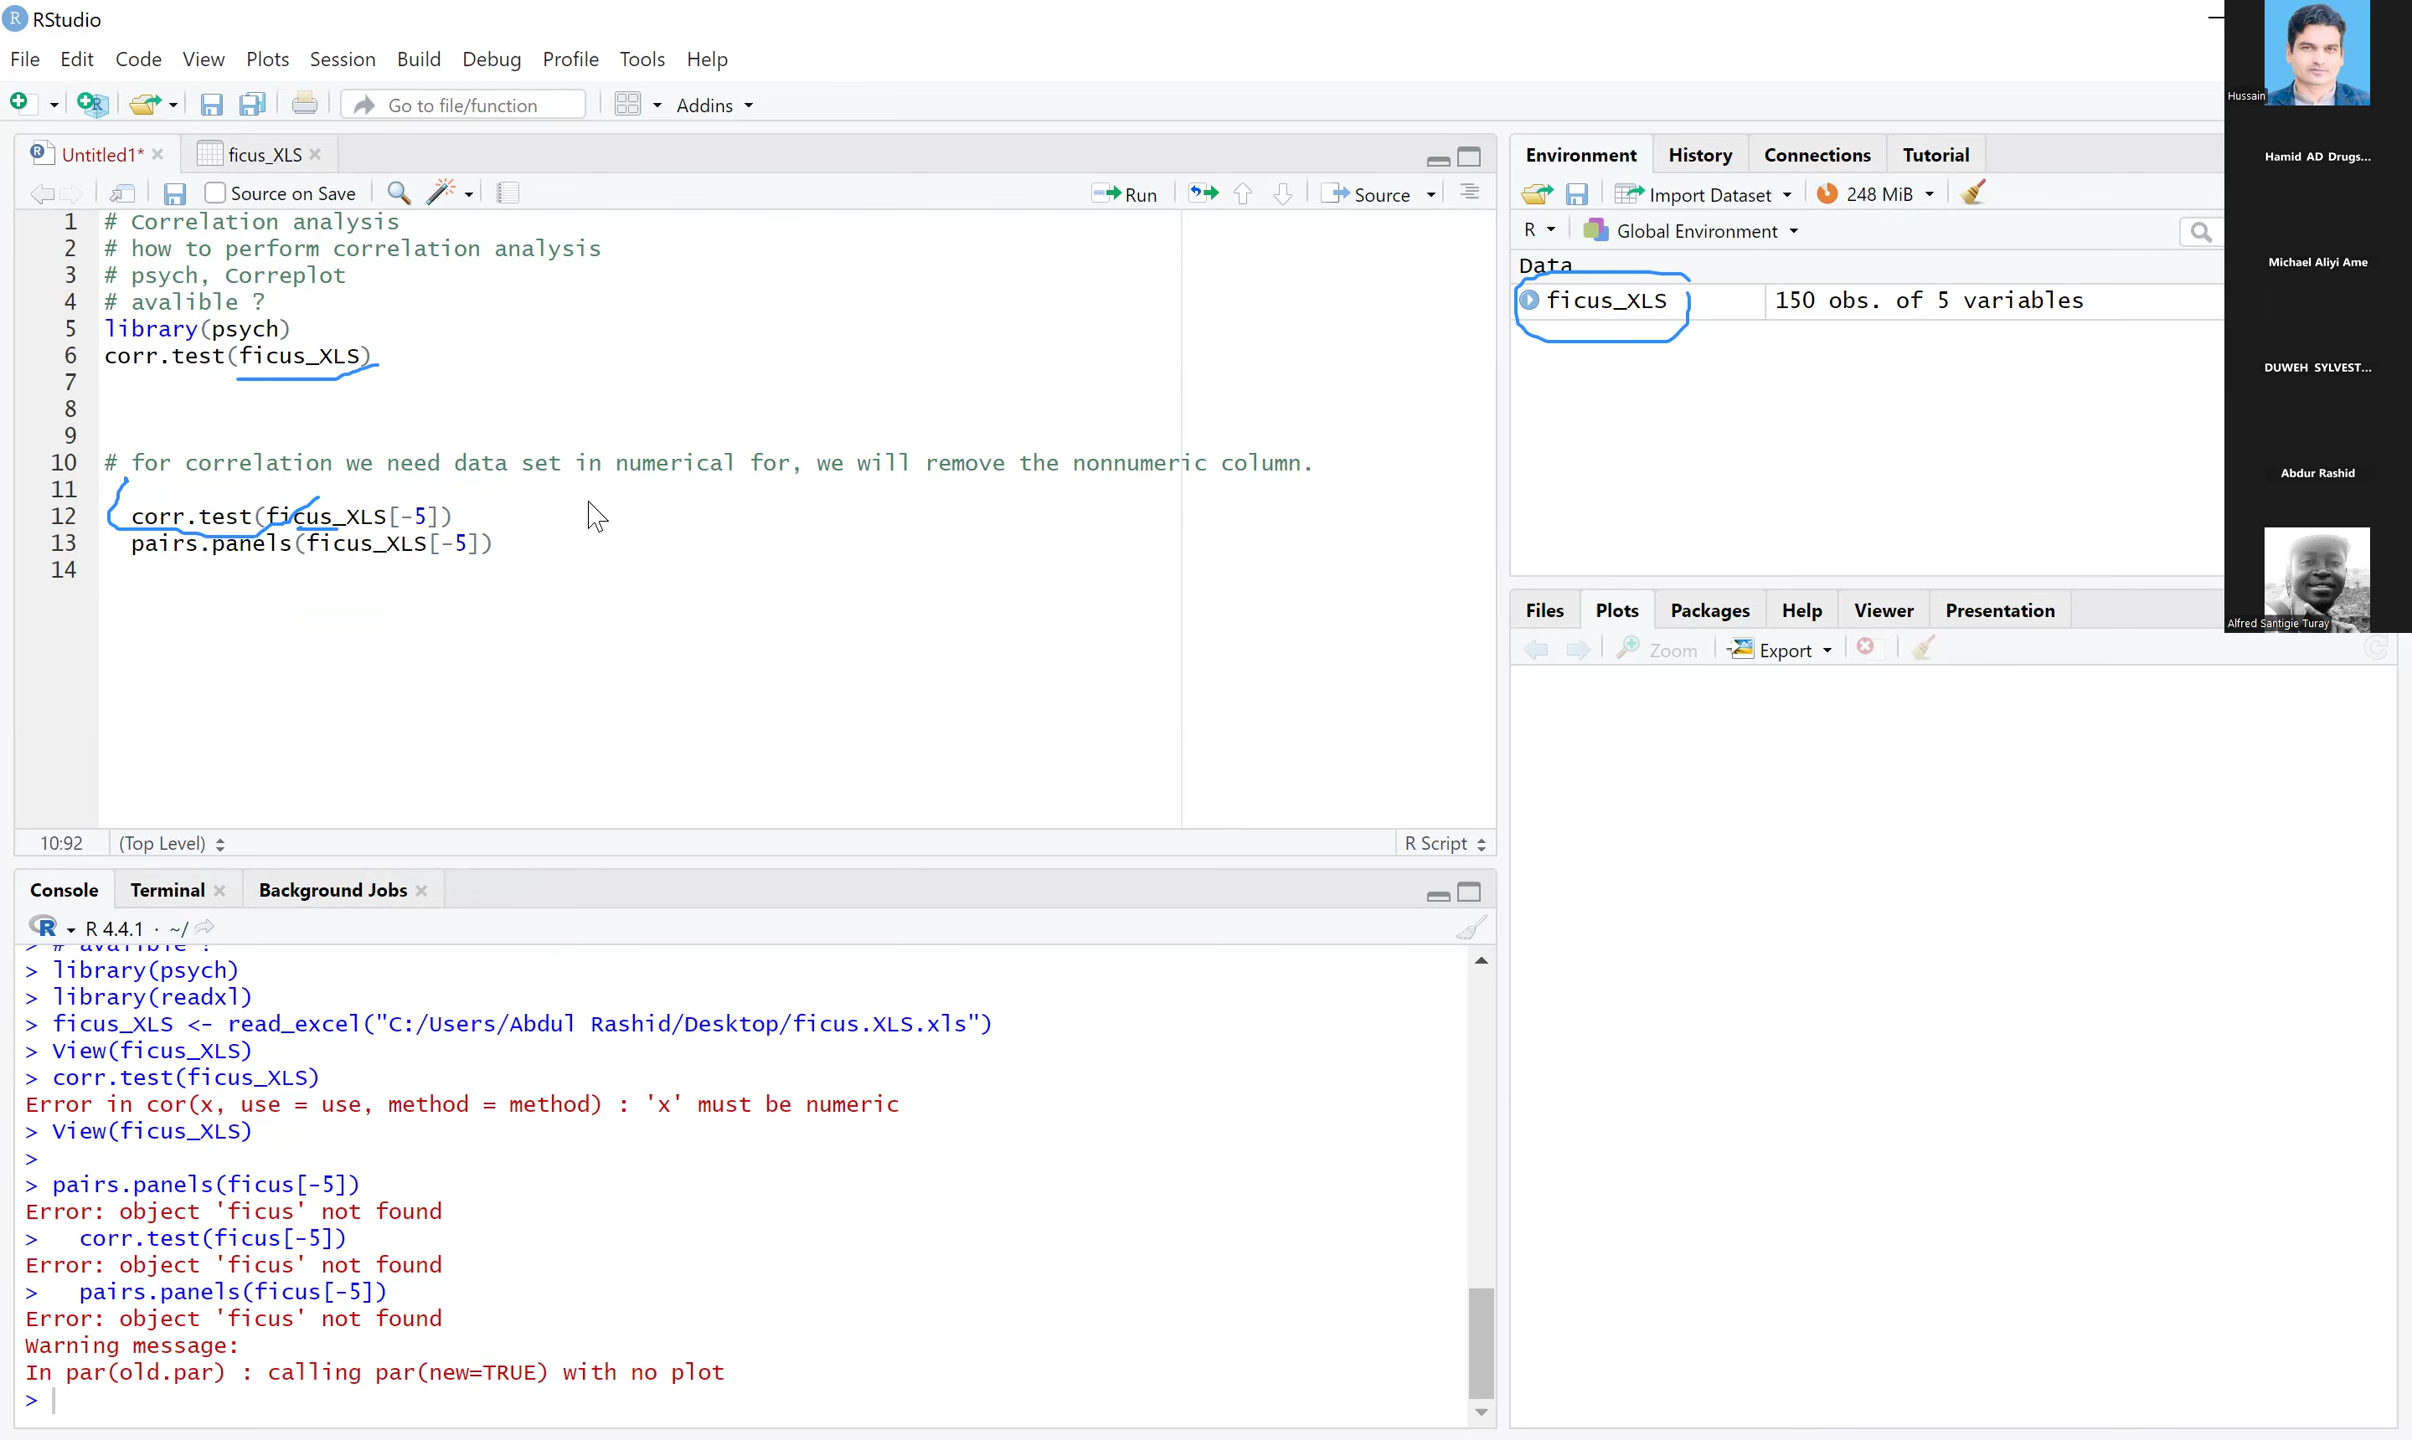 RStudio
File Edit Code View Plots Session Build Debug Profile Tools Help
Go to file/function Addins
Untitled1* ficus_XLS
Source on Save Run Source
1 # Correlation analysis
2 # how to perform correlation analysis
3 # psych, Correplot
4 # avalible ?
5 library(psych)
6 corr.test(ficus_XLS)
7
8
9
10 # for correlation we need data set in numerical for, we will remove the nonnumeric column.
11
12 corr.test(ficus_XLS[-5])
13 pairs.panels(ficus_XLS[-5])
14
10:92 (Top Level) R Script
Console Terminal Background Jobs
R 4.4.1 · ~/
> # avalible ?
> library(psych)
> library(readxl)
> ficus_XLS <- read_excel("C:/Users/Abdul Rashid/Desktop/ficus.XLS.xls")
> View(ficus_XLS)
> corr.test(ficus_XLS)
Error in cor(x, use = use, method = method) : 'x' must be numeric
> View(ficus_XLS)
>
> pairs.panels(ficus[-5])
Error: object 'ficus' not found
> corr.test(ficus[-5])
Error: object 'ficus' not found
> pairs.panels(ficus[-5])
Error: object 'ficus' not found
Warning message:
In par(old.par) : calling par(new=TRUE) with no plot
>
Environment History Connections Tutorial
Import Dataset 248 MiB
R Global Environment
Data
ficus_XLS 150 obs. of 5 variables
Files Plots Packages Help Viewer Presentation
Zoom Export
Hussain
Hamid AD Drugs...
Michael Aliyi Ame
DUWEH SYLVEST...
Abdur Rashid
Alfred Santigie Turay